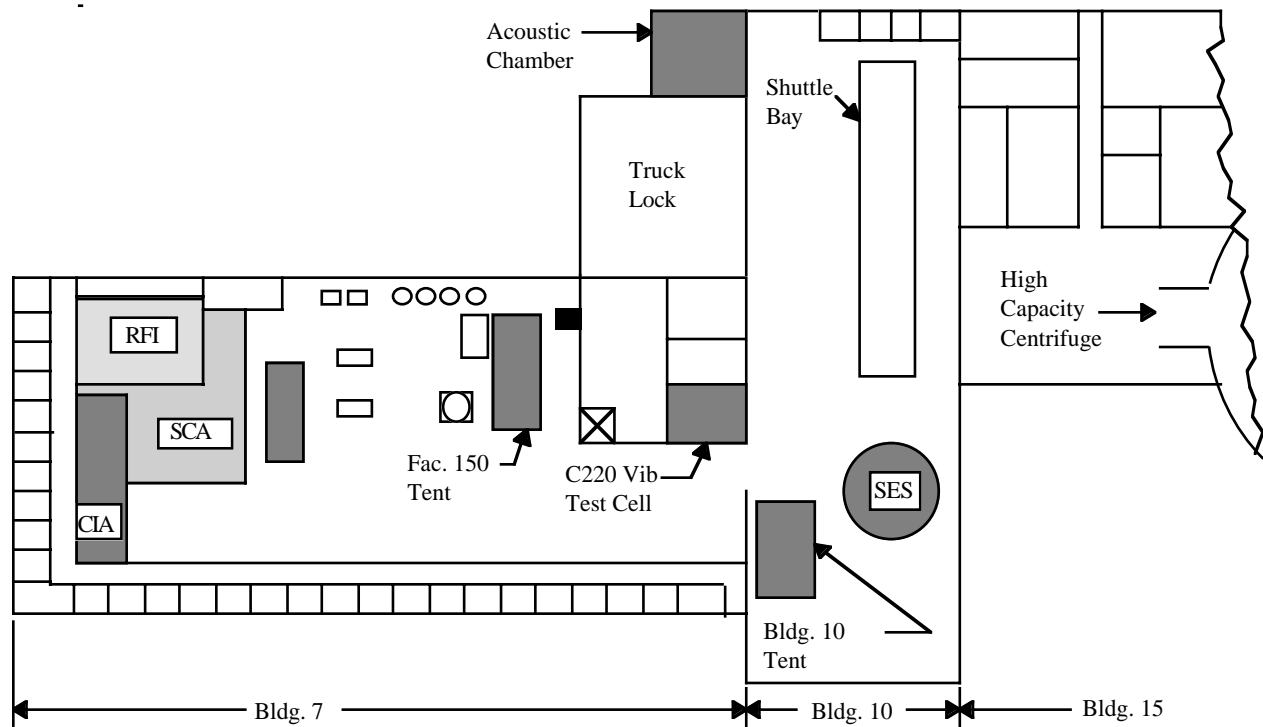 Acoustic
Chamber
Shuttle
Bay
Truck
Lock
High
Capacity
Centrifuge
RFI
SCA
CIA
Fac. 150
Tent
C220 Vib
Test Cell
SES
Bldg. 10
Tent
Bldg. 7
Bldg. 10
Bldg. 15